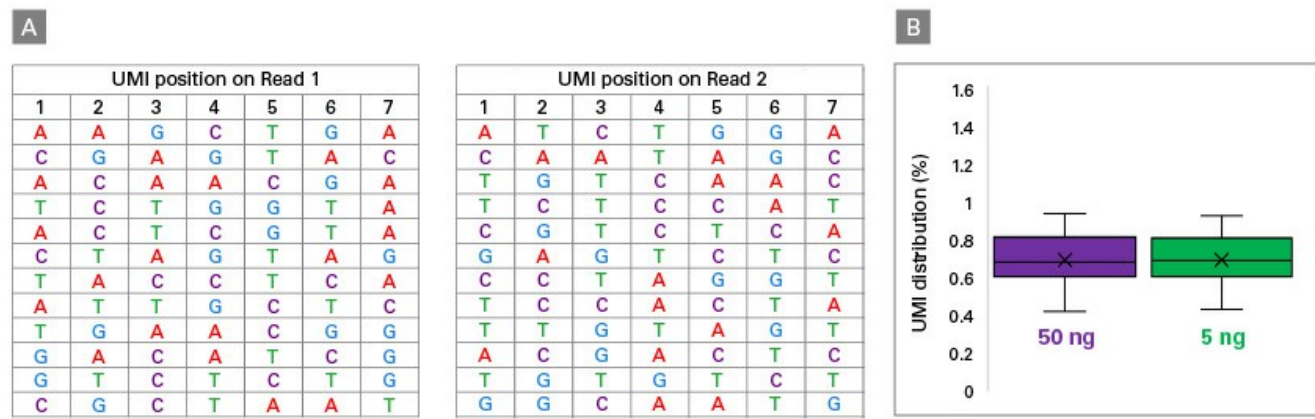 A
UMI position on Read 1
1 2 3 4 5 6 7
A A G C T G A
C G A G T A C
A C A A C G A
T C T G G T A
A C T C G T A
C T A G T A G
T A C C T C A
A T T G C T C
T G A A C G G
G A C A T C G
G T C T C T G
C G C T A A T
UMI position on Read 2
1 2 3 4 5 6 7
A T C T G G A
C A A T A G C
T G T C A A C
T C T C C A T
C G T C T C A
G A G T C T C
C C T A G G T
T C C A C T A
T T G T A G T
A C G A C T C
T G T G T C T
G G C A A T G
B
UMI distribution (%)
1.6
1.4
1.2
1
0.8
0.6
0.4
0.2
0
50 ng
5 ng